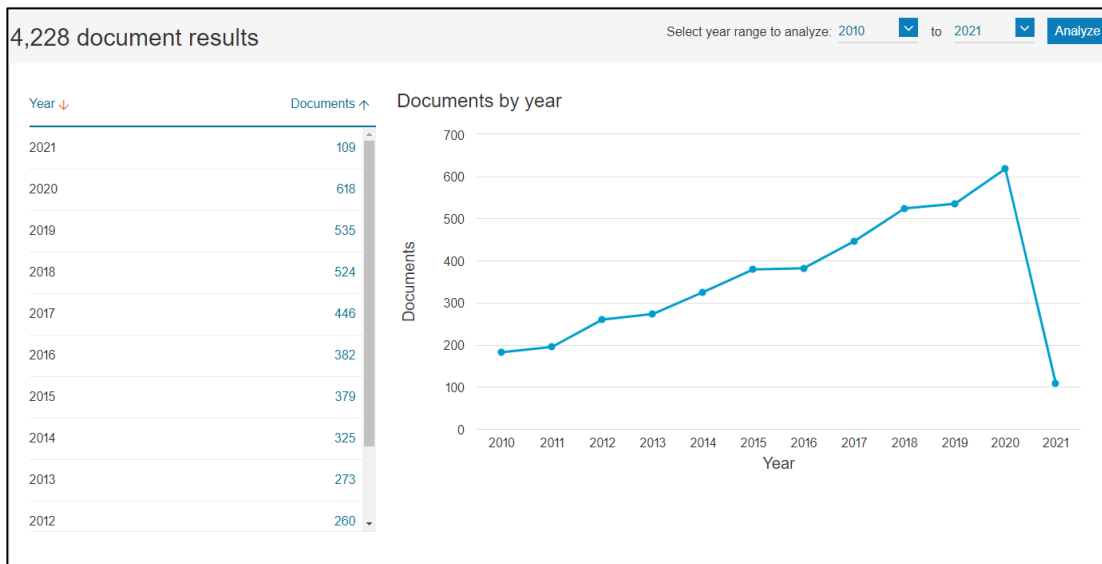 4,228 document results
Select year range to analyze: 2010 to 2021 Analyze
Year Documents
2021 109
2020 618
2019 535
2018 524
2017 446
2016 382
2015 379
2014 325
2013 273
2012 260
Documents by year
700
600
500
400
300
200
100
0
Documents
2010 2011 2012 2013 2014 2015 2016 2017 2018 2019 2020 2021
Year